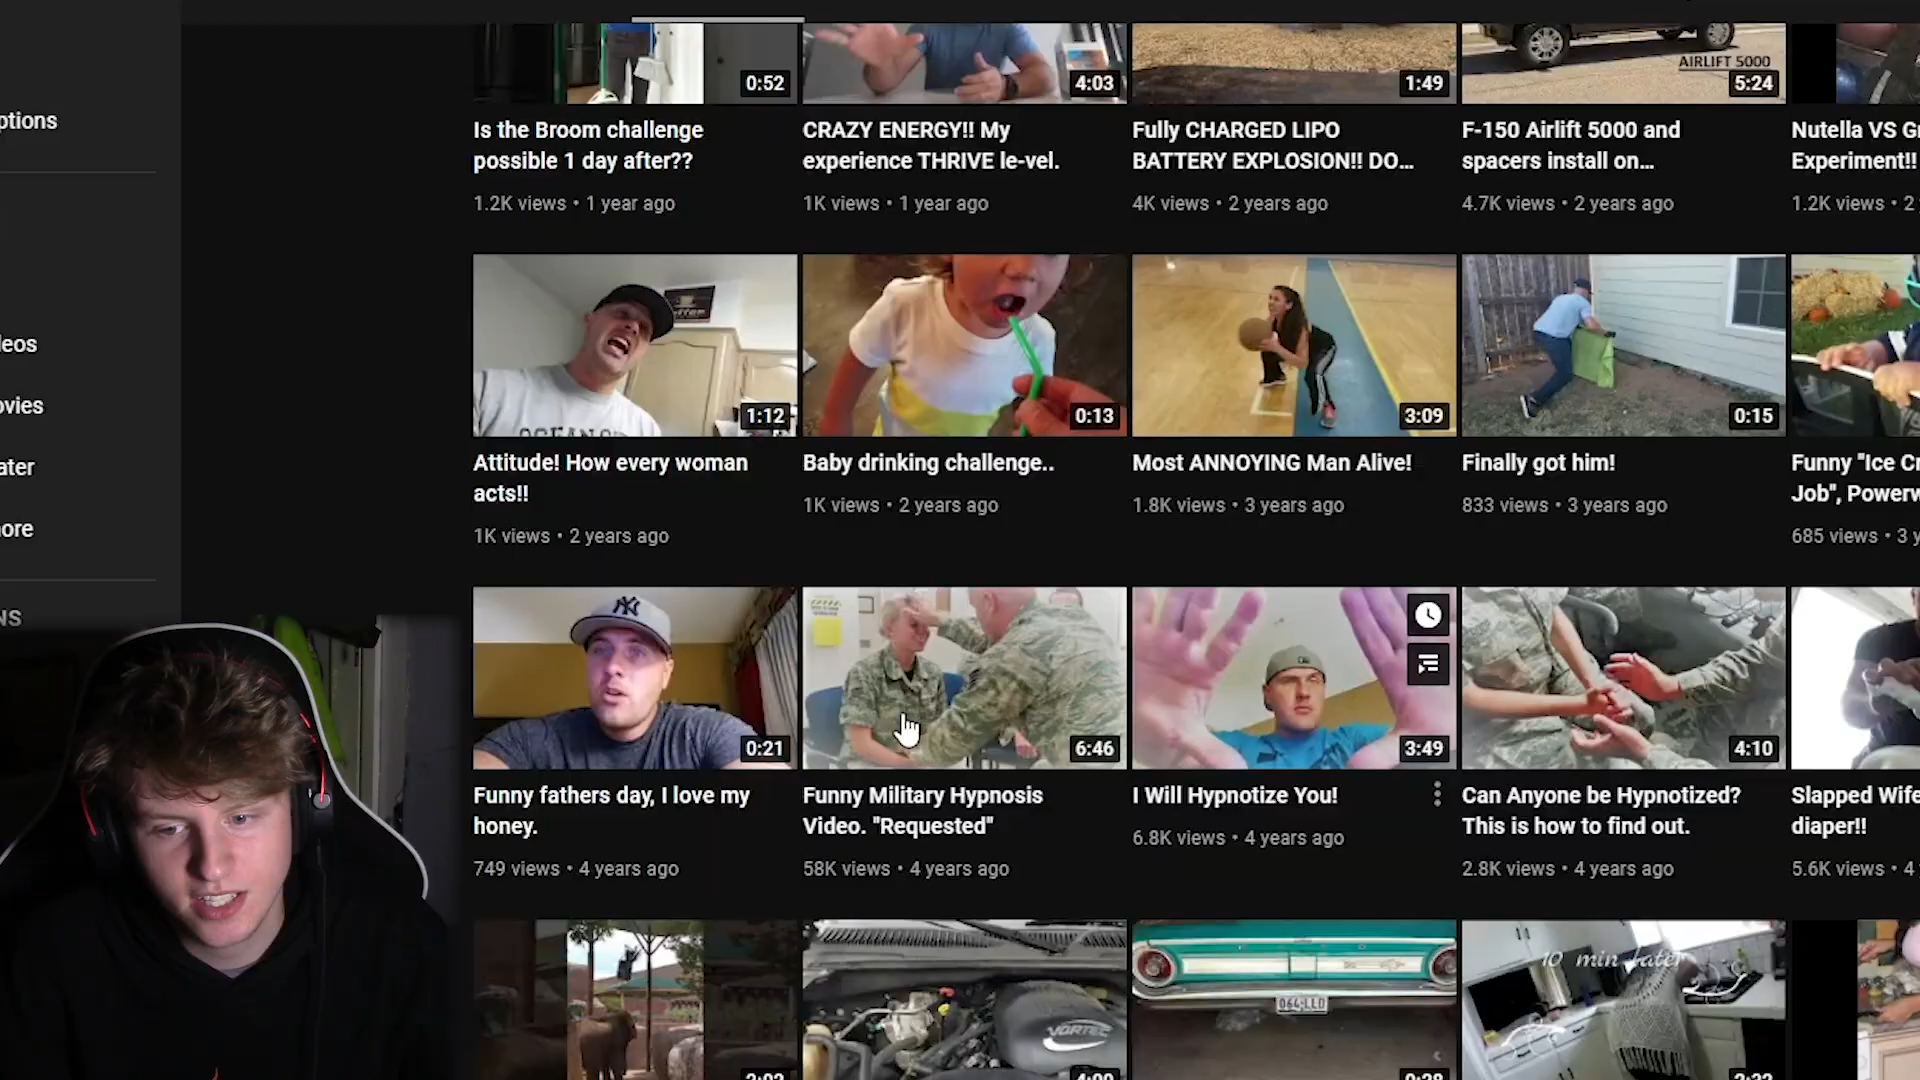 ptions
eos
ovies
ater
ore
NS
0:52
4:03
1:49
AIRLIFT 5000
5:24
Is the Broom challenge
possible 1 day after??
1.2K views • 1 year ago
CRAZY ENERGY!! My
experience THRIVE le-vel.
1K views • 1 year ago
Fully CHARGED LIPO
BATTERY EXPLOSION!! DO...
4K views • 2 years ago
F-150 Airlift 5000 and
spacers install on...
4.7K views • 2 years ago
Nutella VS G
Experiment!!
1.2K views • 2
1:12
0:13
3:09
0:15
Attitude! How every woman
acts!!
1K views • 2 years ago
Baby drinking challenge..
1K views • 2 years ago
Most ANNOYING Man Alive!
1.8K views • 3 years ago
Finally got him!
833 views • 3 years ago
Funny "Ice Cr
Job", Powerw
685 views • 3 y
NY
0:21
6:46
3:49
4:10
Funny fathers day, I love my
honey.
749 views • 4 years ago
Funny Military Hypnosis
Video. "Requested"
58K views • 4 years ago
I Will Hypnotize You!
6.8K views • 4 years ago
Can Anyone be Hypnotized?
This is how to find out.
2.8K views • 4 years ago
Slapped Wife
diaper!!
5.6K views • 4
VORTEC
064-LLD
10 min later